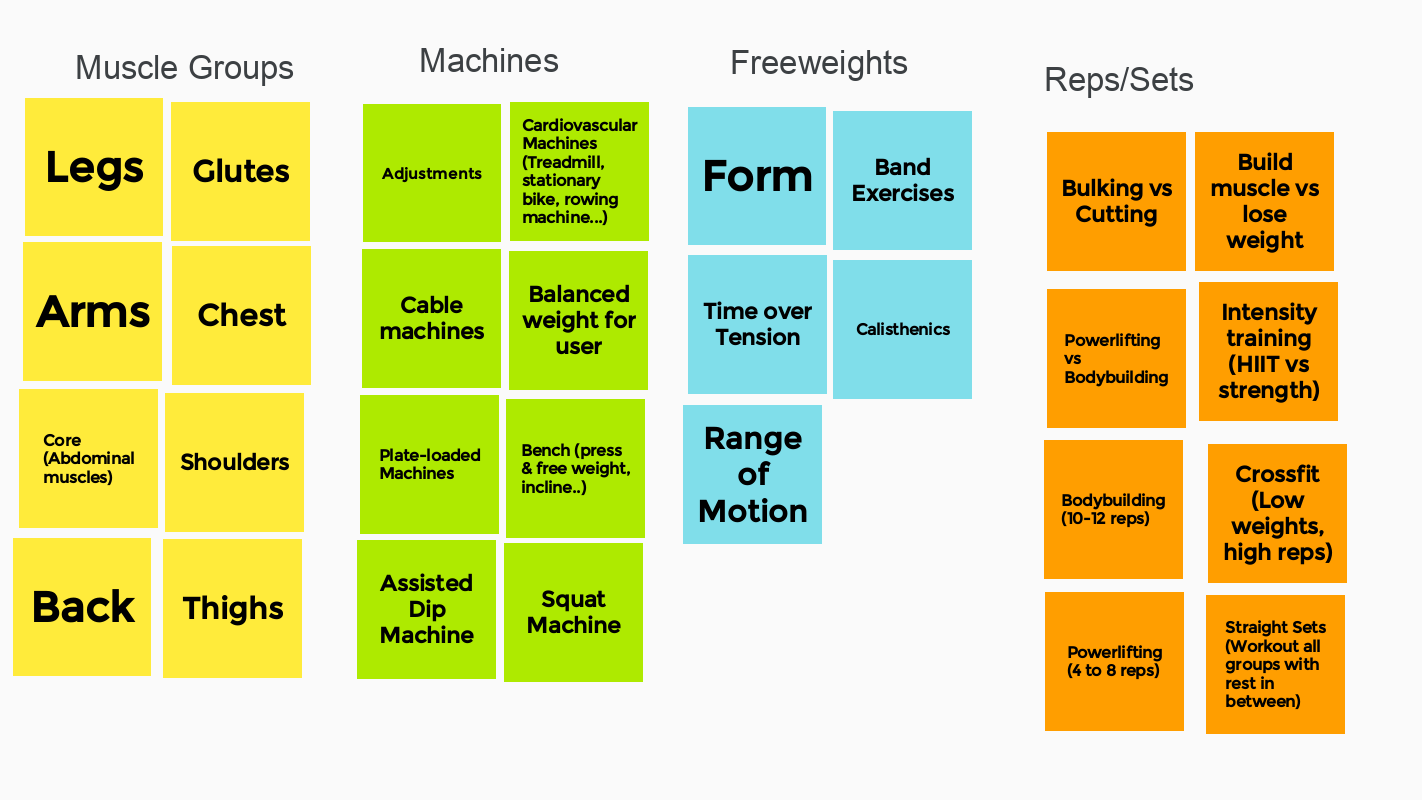 Muscle Groups
Legs
Glutes
Arms
Chest
Core
(Abdominal
muscles)
Shoulders
Back
Thighs
Machines
Adjustments
Cardiovascular
Machines
(Treadmill,
stationary
bike, rowing
machine...)
Cable
machines
Balanced
weight for
user
Plate-loaded
Machines
Bench (press
& free weight,
incline..)
Assisted
Dip
Machine
Squat
Machine
Freeweights
Form
Band
Exercises
Time over
Tension
Calisthenics
Range
of
Motion
Reps/Sets
Bulking vs
Cutting
Build
muscle vs
lose
weight
Powerlifting
vs
Bodybuilding
Intensity
training
(HIIT vs
strength)
Bodybuilding
(10-12 reps)
Crossfit
(Low
weights,
high reps)
Powerlifting
(4 to 8 reps)
Straight Sets
(Workout all
groups with
rest in
between)